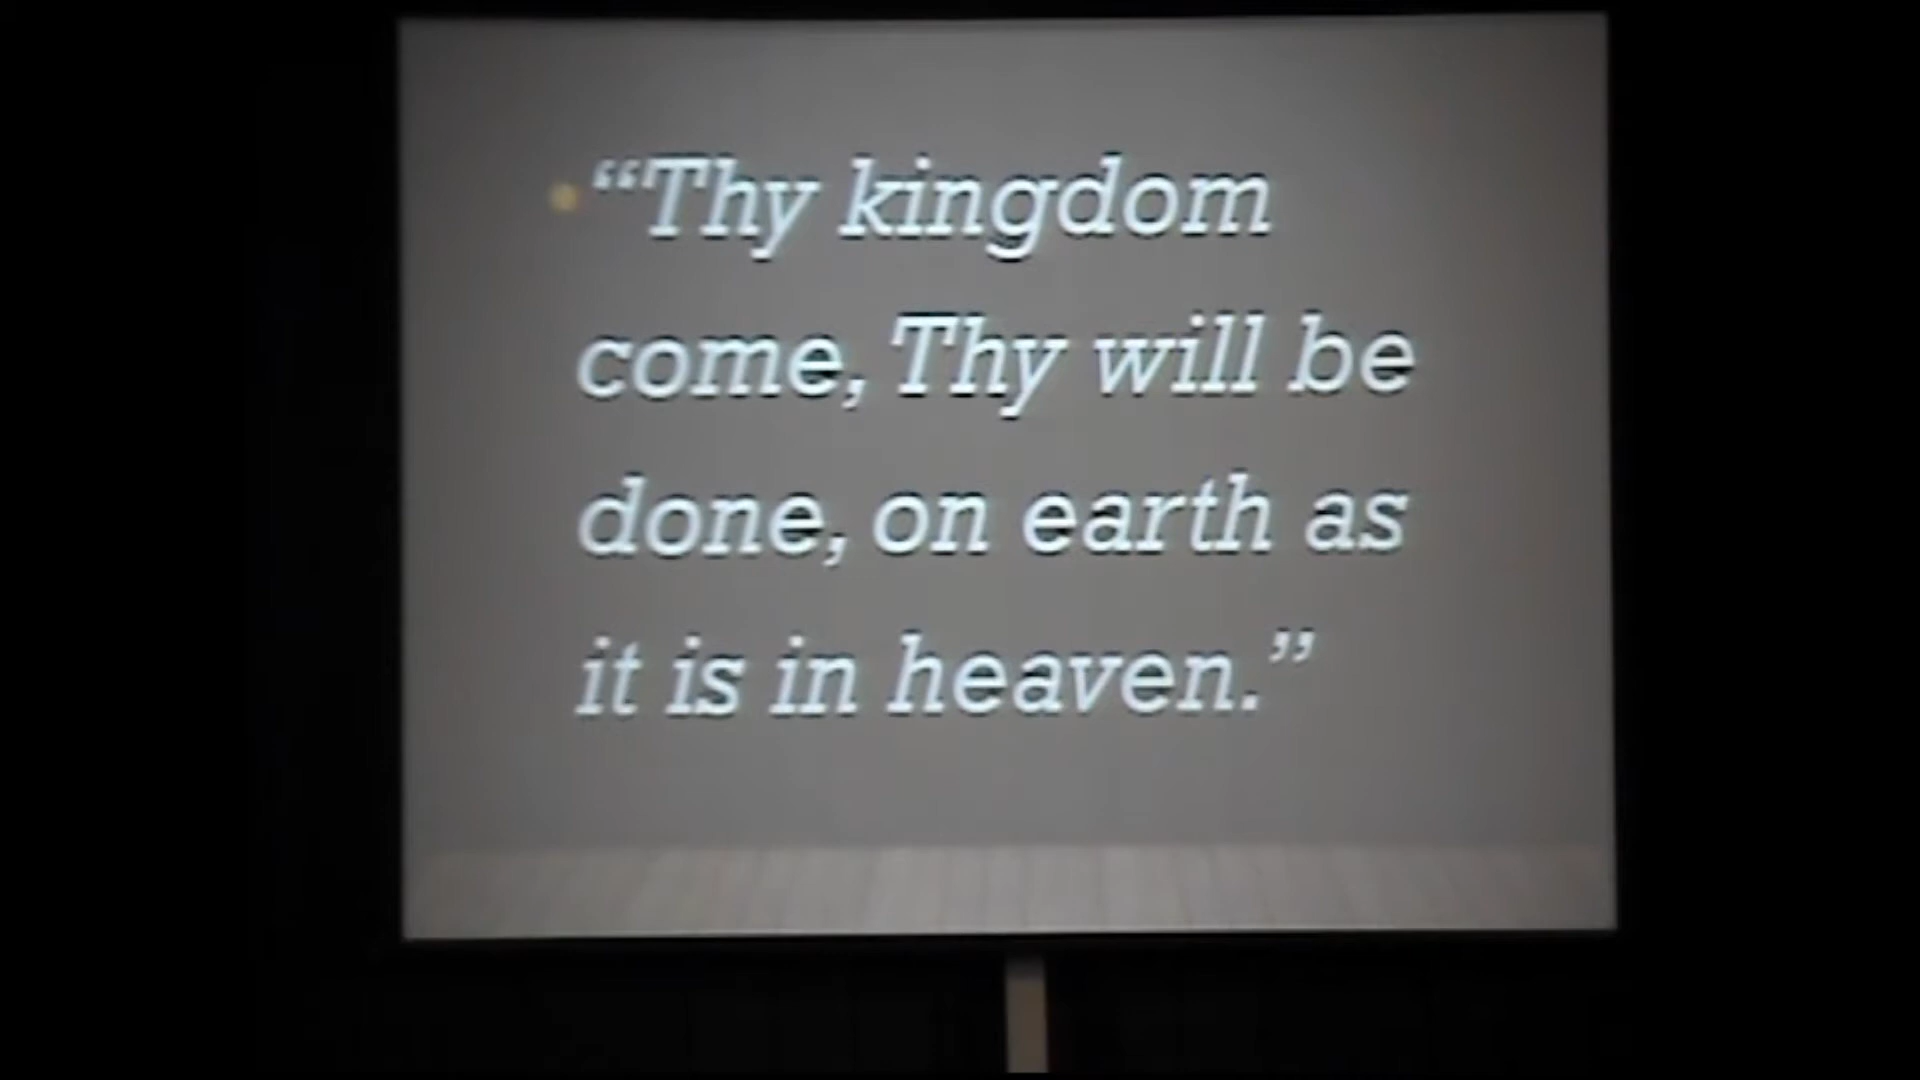 “Thy kingdom
come, Thy will be
done, on earth as
it is in heaven.”